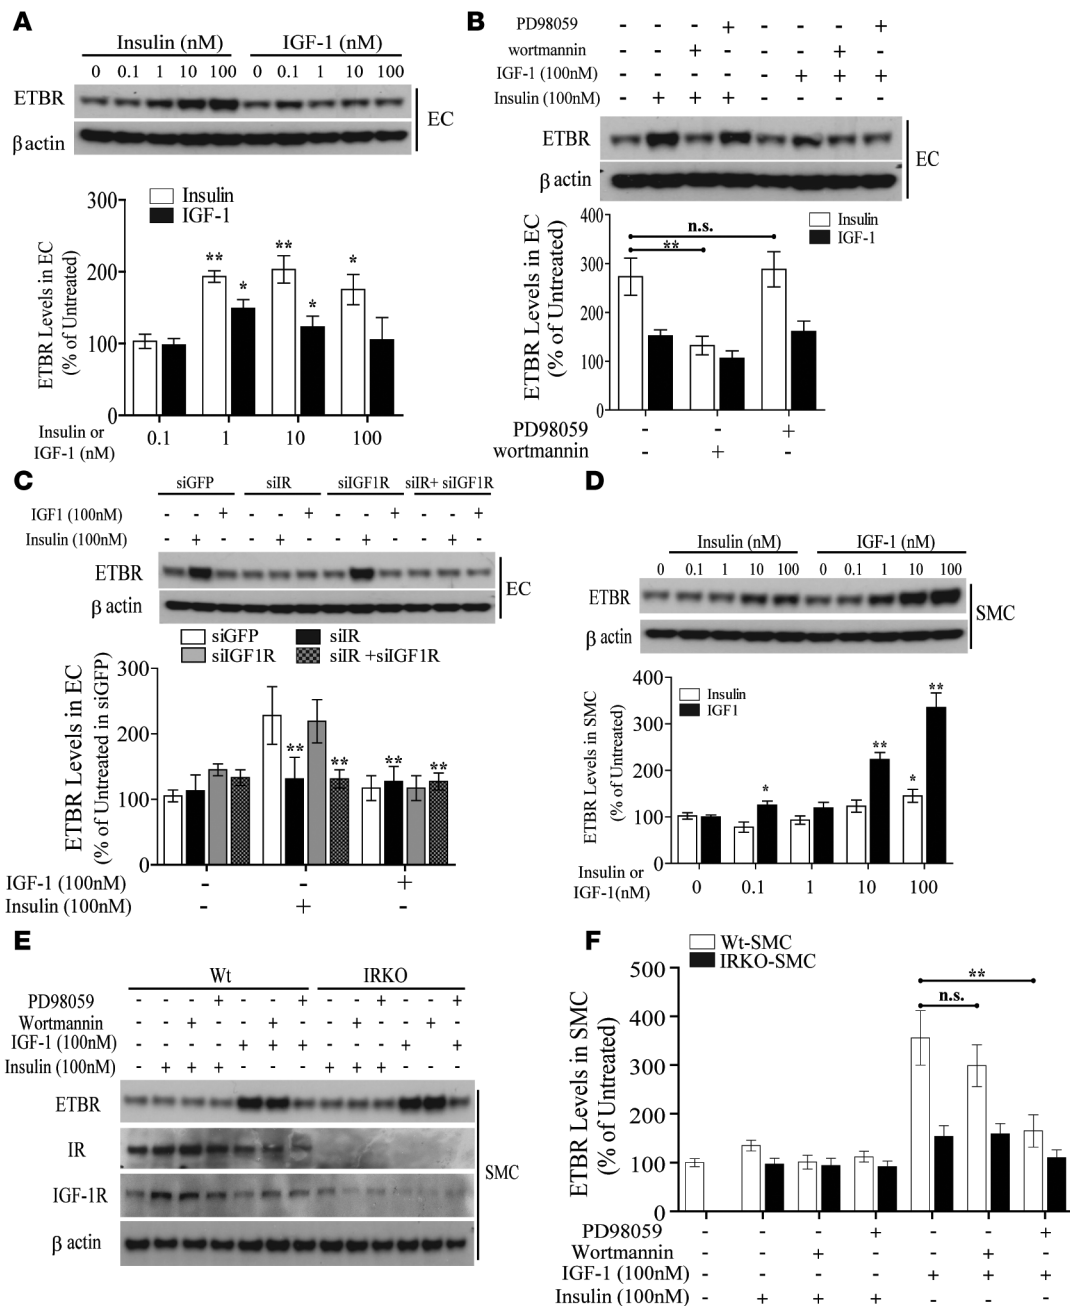 A
Insulin (nM) IGF-1 (nM)
0 0.1 1 10 100 0 0.1 1 10 100
ETBR
β actin
EC
300
200
100
0
ETBR Levels in EC
(% of Untreated)
Insulin
IGF-1
** * ** * *
Insulin or
IGF-1 (nM)
0.1 1 10 100
B
PD98059 - - - + - - - +
wortmannin - - + - - - + -
IGF-1 (100nM) - - - - - + + +
Insulin (100nM) - + + + - - - -
ETBR
β actin
EC
400
300
200
100
0
ETBR Levels in EC
(% of Untreated)
n.s.
**
Insulin
IGF-1
PD98059 - - +
wortmannin - + -
C
siGFP siIR siIGF1R siIR+ siIGF1R
IGF1 (100nM) - - + - - + - - + - - +
Insulin (100nM) - + - - + - - + - - + -
ETBR
β actin
EC
siGFP siIR
siIGF1R siIR +siIGF1R
300
200
100
0
ETBR Levels in EC
(% of Untreated in siGFP)
** ** ** **
IGF-1 (100nM) - - +
Insulin (100nM) - + -
D
Insulin (nM) IGF-1 (nM)
0 0.1 1 10 100 0 0.1 1 10 100
ETBR
β actin
SMC
400
300
200
100
0
ETBR Levels in SMC
(% of Untreated)
Insulin
IGF1
* ** * **
Insulin or
IGF-1(nM)
0 0.1 1 10 100
E
Wt IRKO
PD98059 - - - + - - + - - + - - +
Wortmannin - - + - - + - - + - - + -
IGF-1 (100nM) - - - - + + + - - - + - +
Insulin (100nM) - + + + - - - + + + - - -
ETBR
IR
IGF-1R
β actin
SMC
F
Wt-SMC
IRKO-SMC
500
400
300
200
100
0
ETBR Levels in SMC
(% of Untreated)
**
n.s.
PD98059 - - - + - - +
Wortmannin - - + - - + -
IGF-1 (100nM) - - - - + + +
Insulin (100nM) - + + + - - -